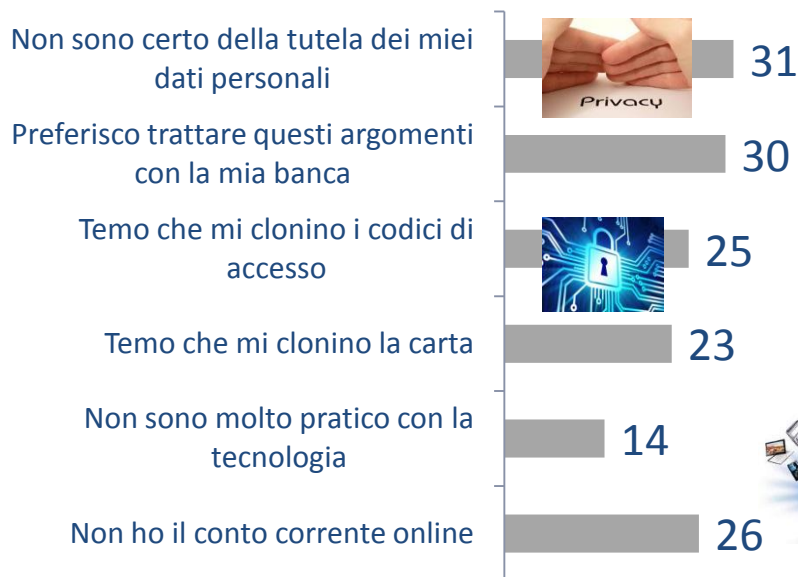 Non sono certo della tutela dei miei
dati personali
31
Privacy
Preferisco trattare questi argomenti
con la mia banca
30
Temo che mi clonino i codici di
accesso
25
Temo che mi clonino la carta
23
Non sono molto pratico con la
tecnologia
14
Non ho il conto corrente online
26